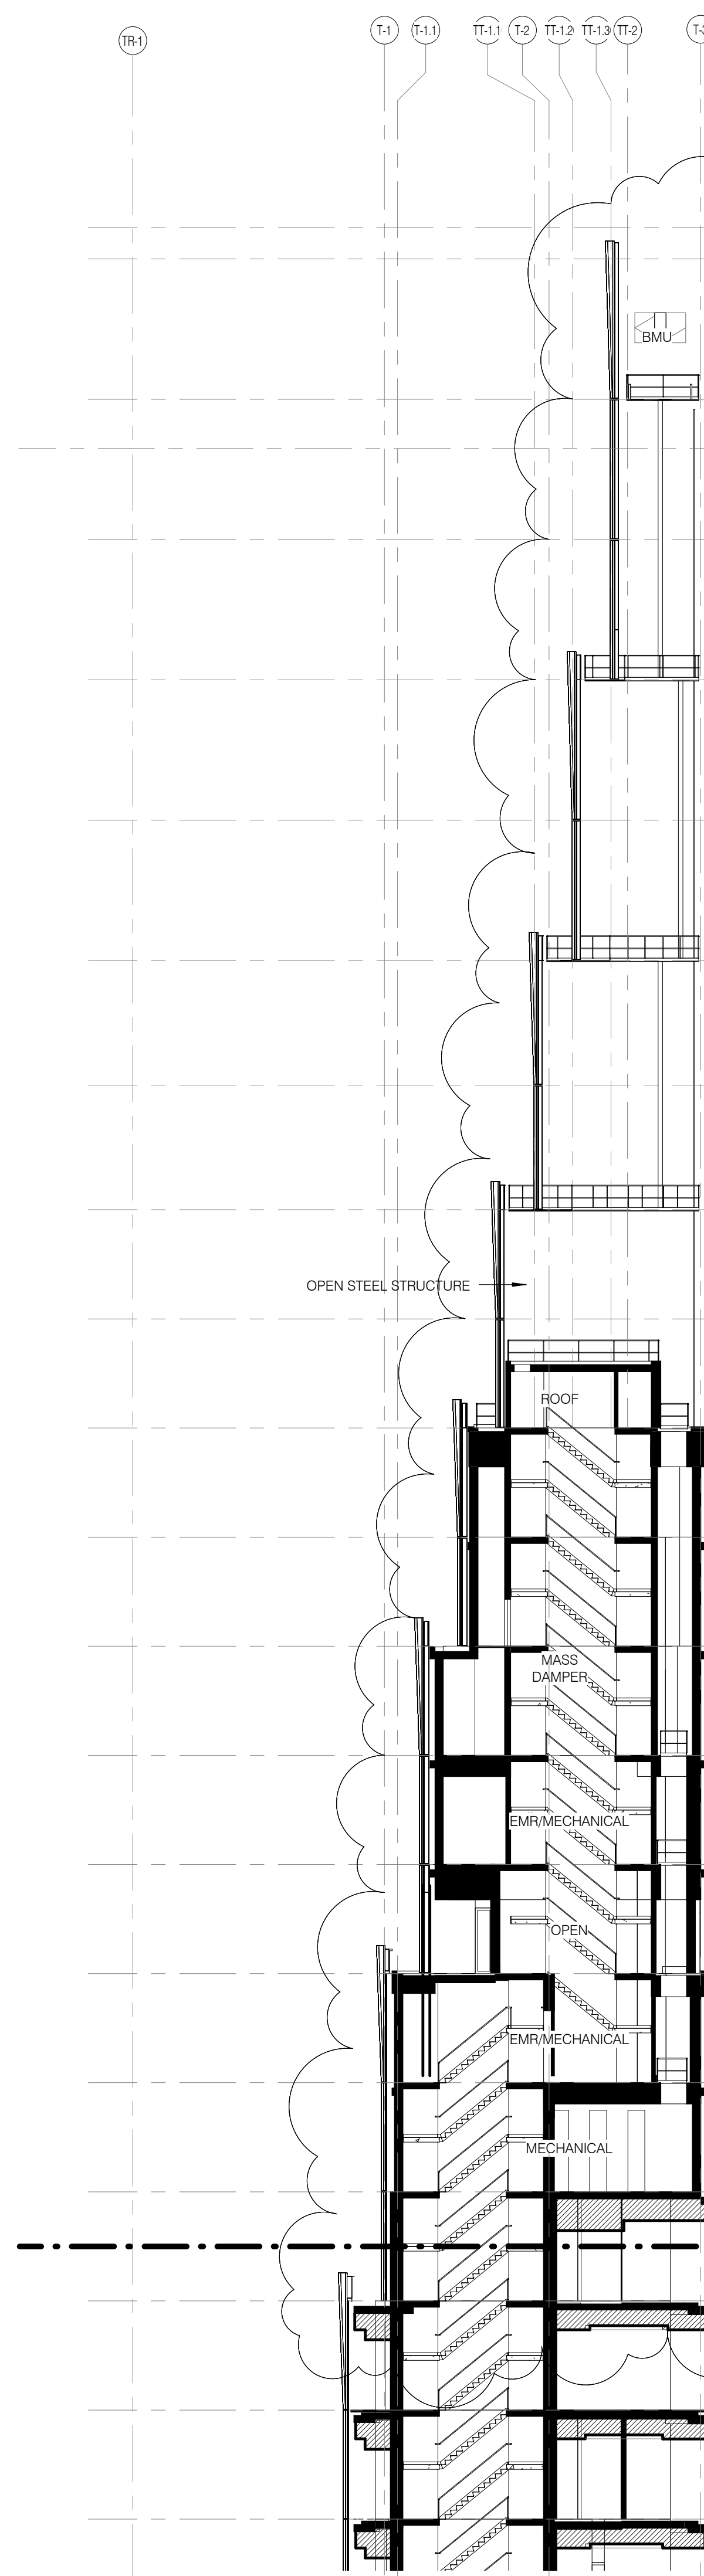 TR-1
T-1
T-1.1
TT-1.1
T-2
TT-1.2
TT-1.3
TT-2
BMU
OPEN STEEL STRUCTURE
ROOF
MASS
DAMPER
EMR/MECHANICAL
OPEN
EMR/MECHANICAL
MECHANICAL